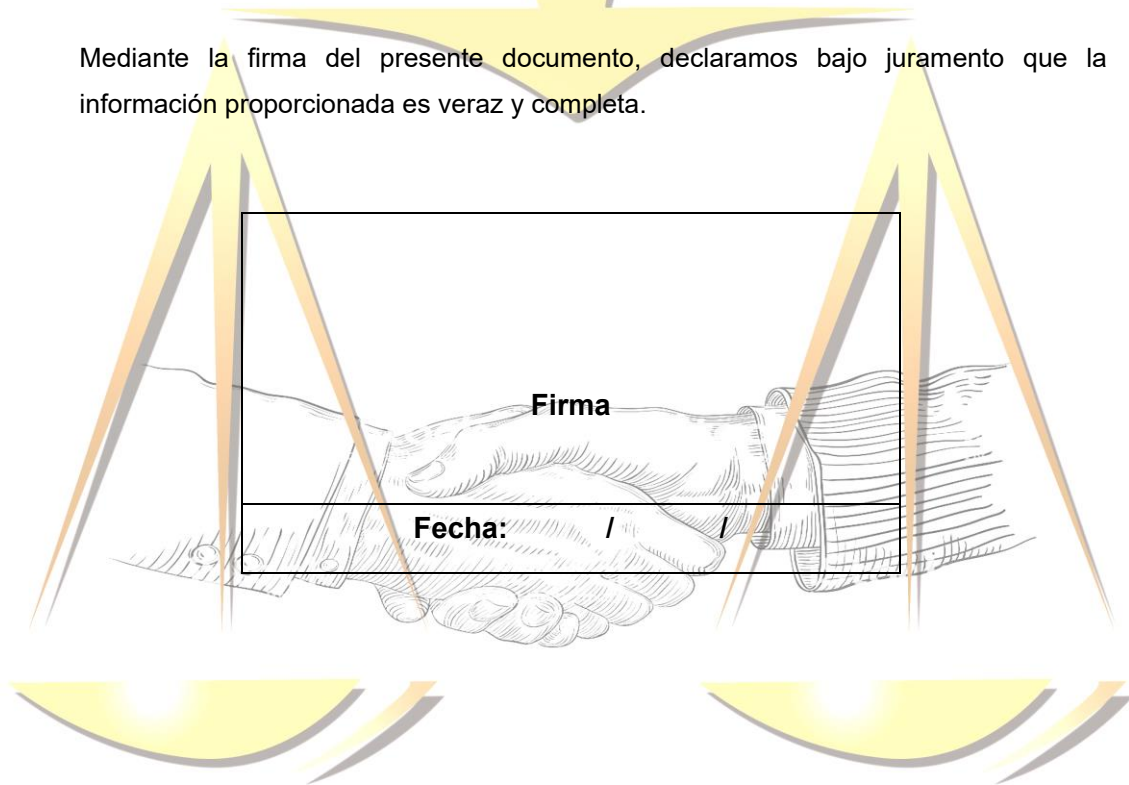 Mediante la firma del presente documento, declaramos bajo juramento que la
información proporcionada es veraz y completa.
Firma
Fecha: / /